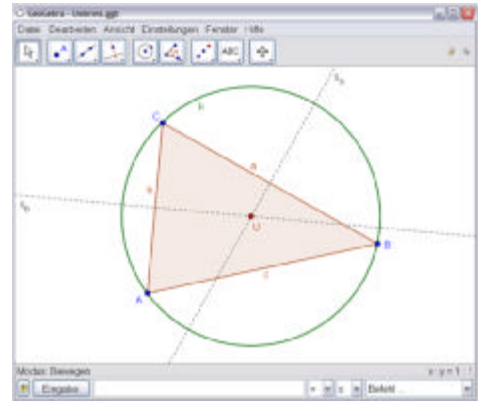 GeoGebra - Umkreis.ggb
Datei Bearbeiten Ansicht Einstellungen Fenster Hilfe
A
ABC
k
C
a
U
B
c
A
Modus: Bewegen
Eingabe:
Befehl ...